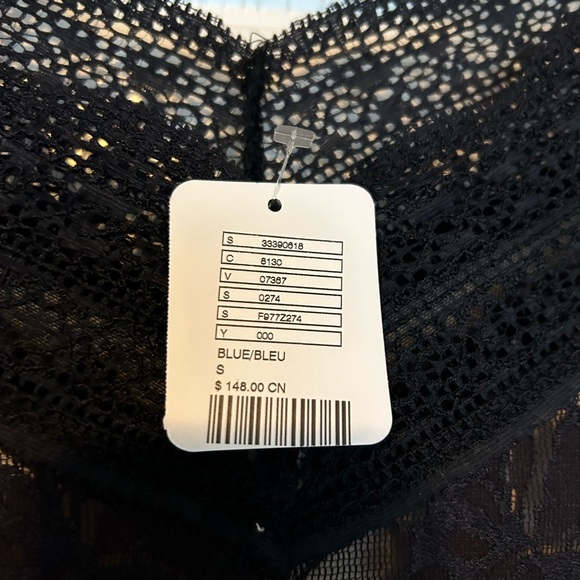 S 33390618
C 8130
V 07367
S 0274
S F977Z274
Y 000
BLUE/BLEU
S
$ 148.00 CN